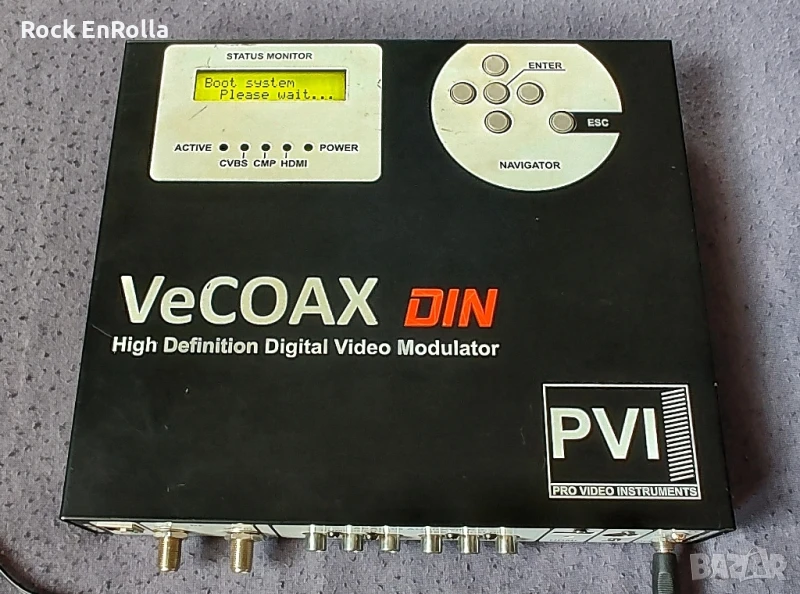 Rock EnRolla
STATUS MONITOR
Boot system
Please wait...
ACTIVE
POWER
CVBS CMP HDMI
ENTER
ESC
NAVIGATOR
VeCOAX DIN
High Definition Digital Video Modulator
PVI
PRO VIDEO INSTRUMENTS
BAZAR